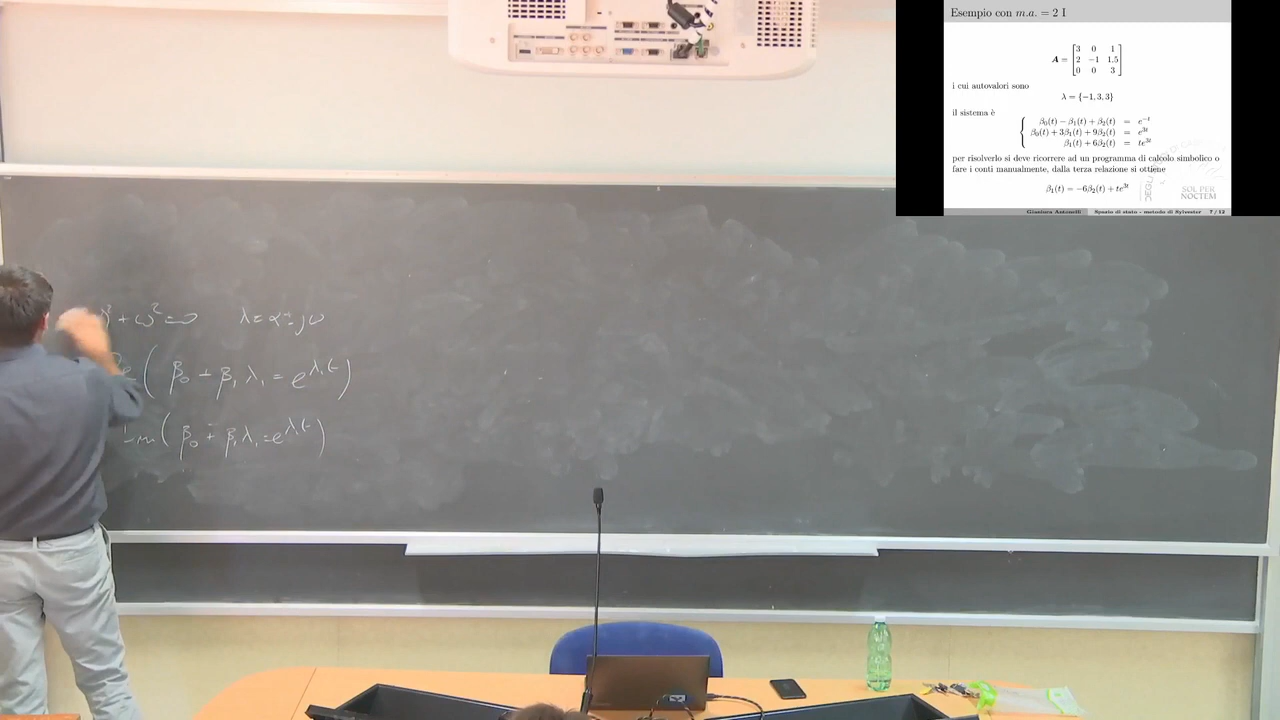 Esempio con m.a. = 2 I
A = [3 0 1
2 −1 1.5
0 0 3]
i cui autovalori sono
λ = {−1, 3, 3}
il sistema è
β₀(t) − β₁(t) + β₂(t) = e^{−t}
β₀(t) + 3β₁(t) + 9β₂(t) = e^{3t}
β₁(t) + 6β₂(t) = te^{3t}
per risolverlo si deve ricorrere ad un programma di calcolo simbolico o
fare i conti manualmente, dalla terza relazione si ottiene
β₁(t) = −6β₂(t) + te^{3t}
SOL PER
NOCTEM
Gianluca Antonelli Spazio di stato - metodo di Sylvester 7 / 12
+ ω² = 0 λ = α ± jω
( β₀ + β₁ λ₁ = e^{λ₁t} )
Im( β₀ + β₁ λ₁ = e^{λ₁t} )